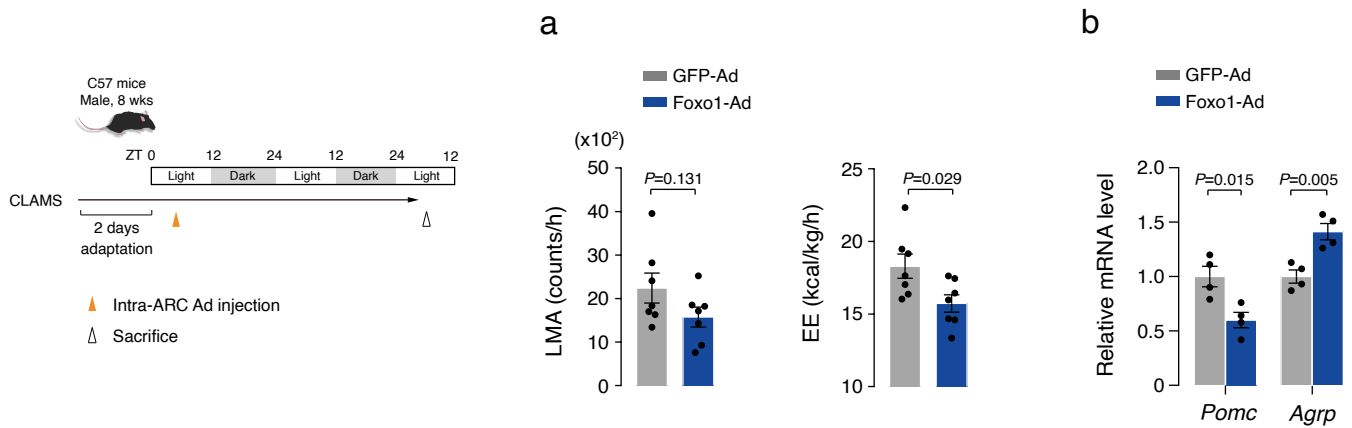 C57 mice
Male, 8 wks
ZT 0 12 24 12 24 12
Light Dark Light Dark Light
CLAMS
2 days
adaptation
Intra-ARC Ad injection
Sacrifice
a
GFP-Ad
Foxo1-Ad
(x10²)
50
40
30
20
10
0
LMA (counts/h)
P=0.131
25
20
15
10
EE (kcal/kg/h)
P=0.029
b
GFP-Ad
Foxo1-Ad
2.0
1.5
1.0
0.5
0
Relative mRNA level
P=0.015 P=0.005
Pomc Agrp